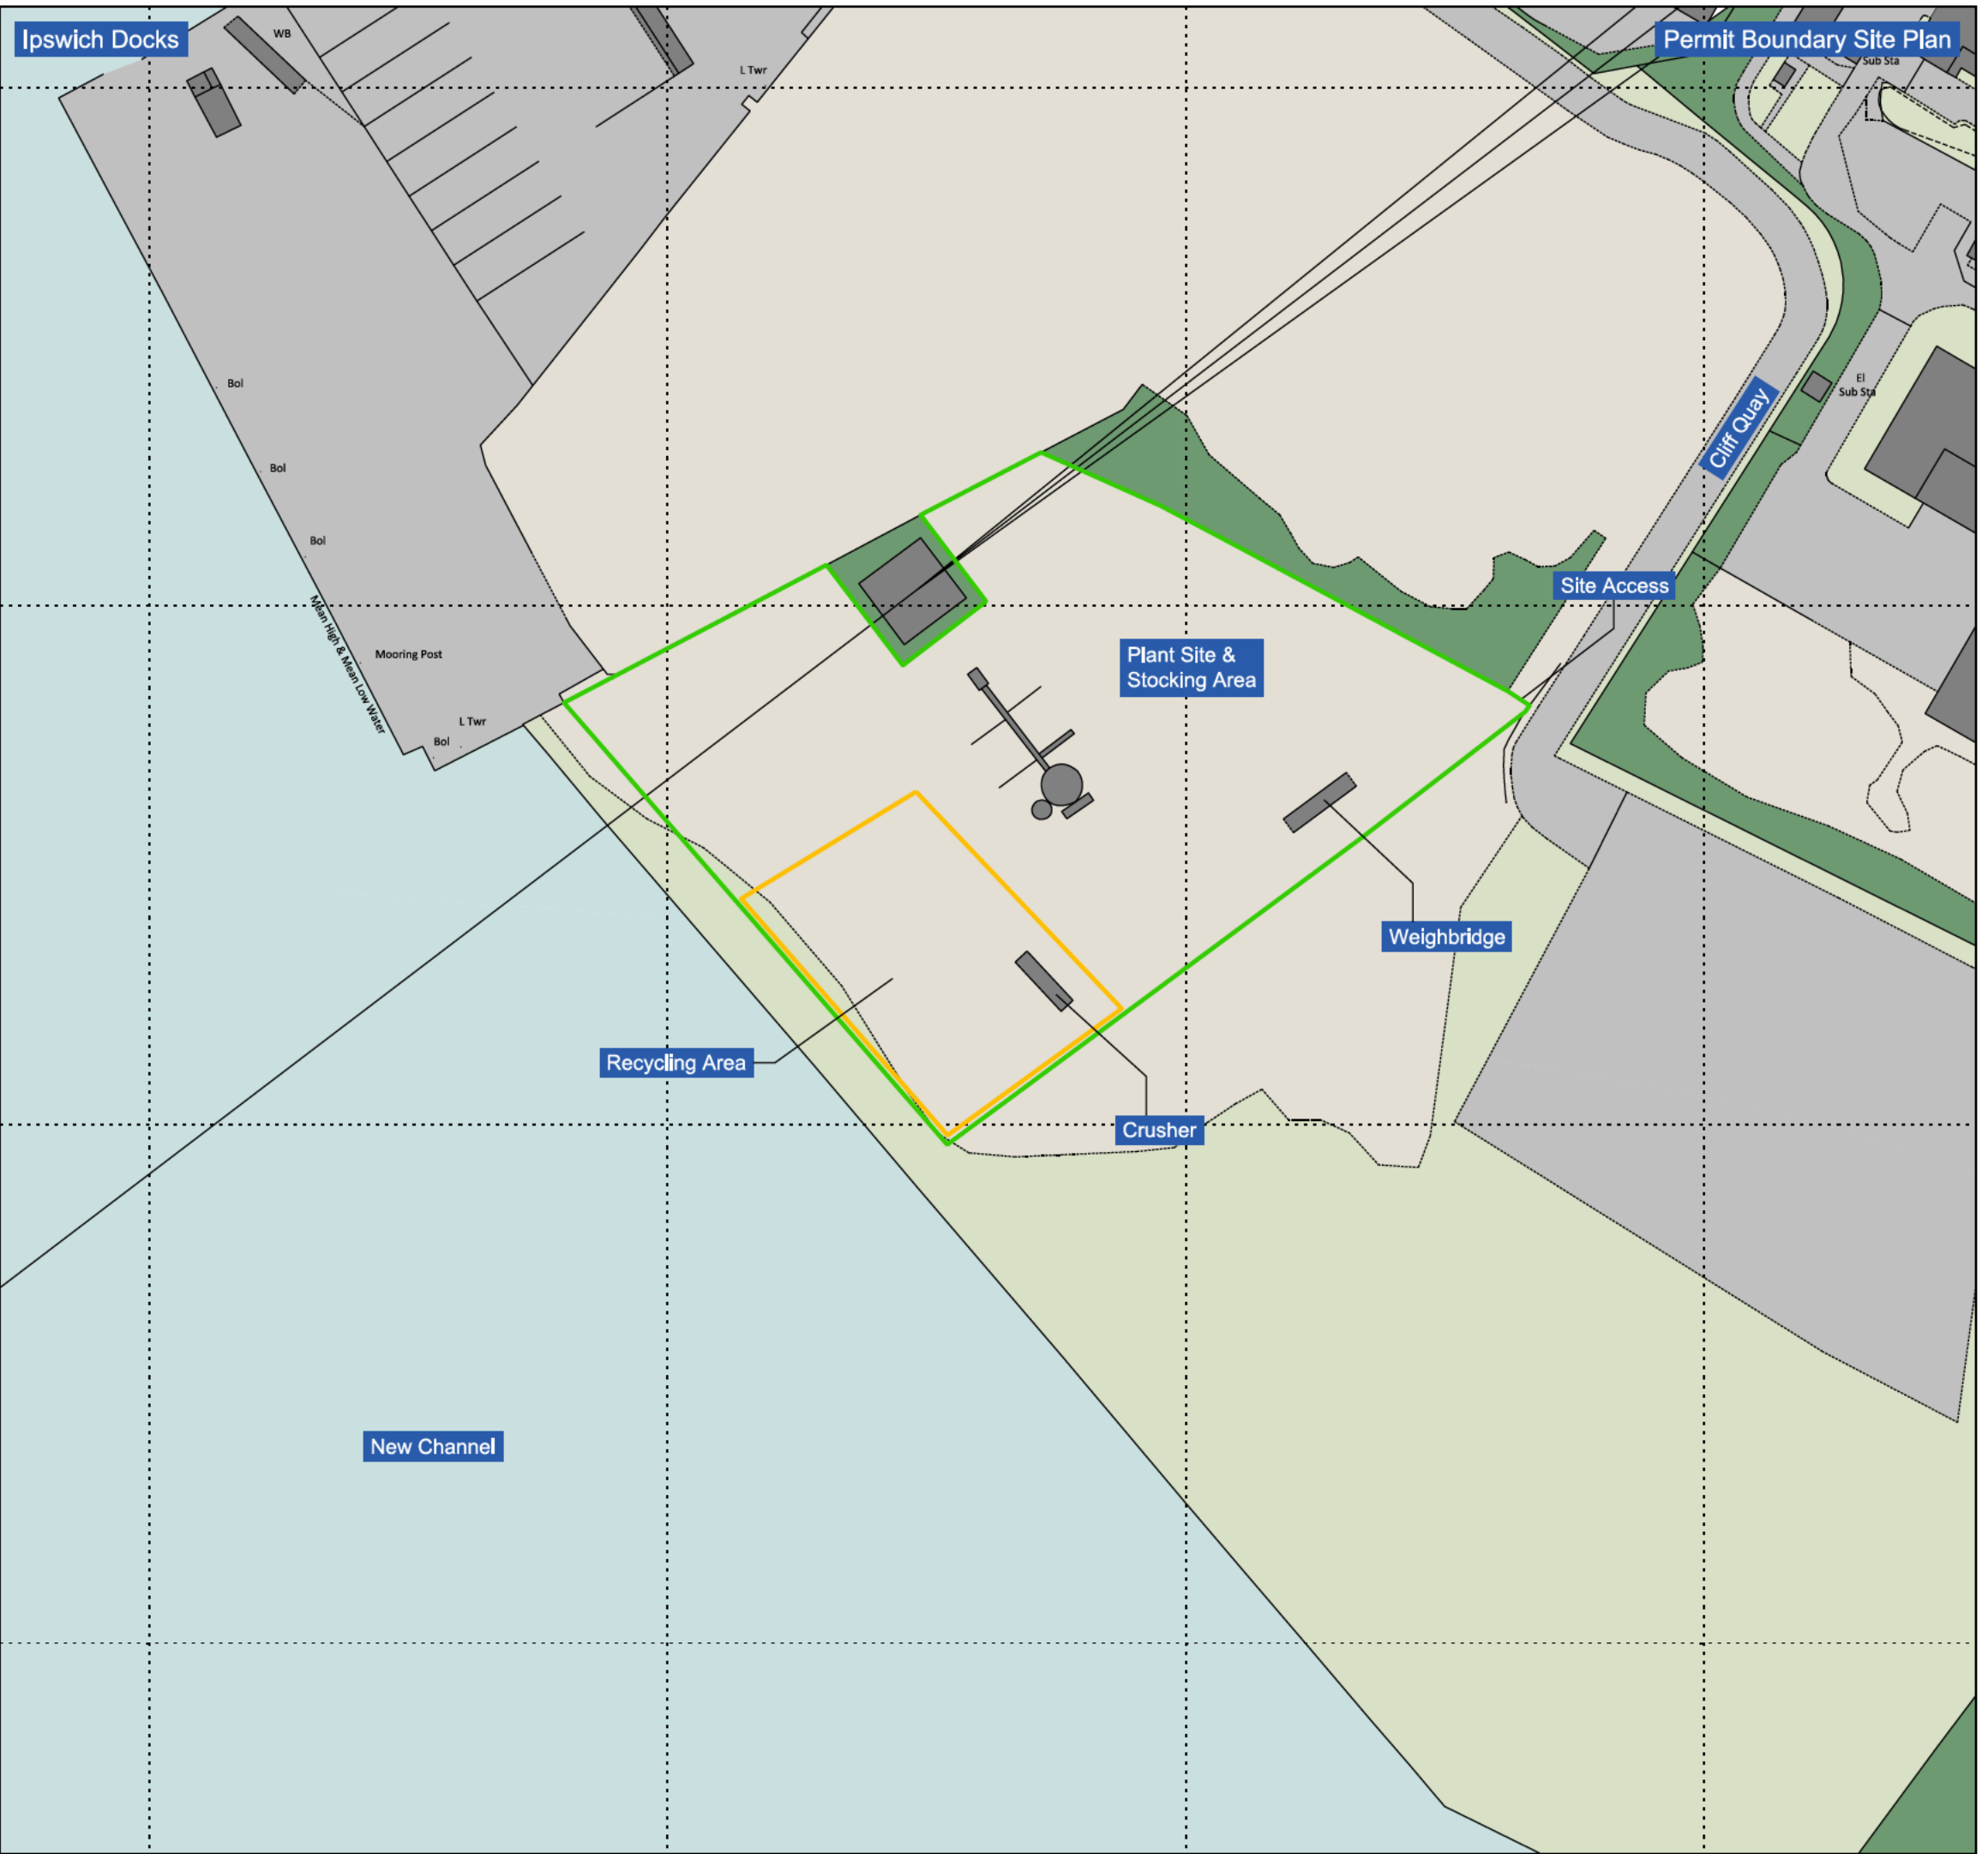 Ipswich Docks
Permit Boundary Site Plan
WB
L Twr
Sub Sta
Bol
El
Sub Sta
Cliff Quay
Bol
Bol
Site Access
Mean High & Mean Low Water
Mooring Post
Plant Site &
Stocking Area
L Twr
Bol
Weighbridge
Recycling Area
Crusher
New Channel